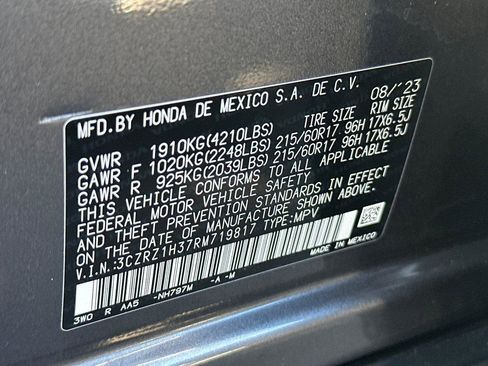 MFD.BY HONDA DE MEXICO S.A. DE C.V. 08/'23
TIRE SIZE RIM SIZE
GVWR 1910KG(4210LBS)
GAWR F 1020KG(2248LBS) 215/60R17 96H 17X6.5J
GAWR R 925KG(2039LBS) 215/60R17 96H 17X6.5J
THIS VEHICLE CONFORMS TO ALL APPLICABLE
FEDERAL MOTOR VEHICLE SAFETY
AND THEFT PREVENTION STANDARDS IN EFFECT
ON THE DATE OF MANUFACTURE SHOWN ABOVE.
V.I.N.:3CZRZ1H37RM719817 TYPE:MPV
MADE IN MEXICO
3W0 R AA5 -NH797M -A -M